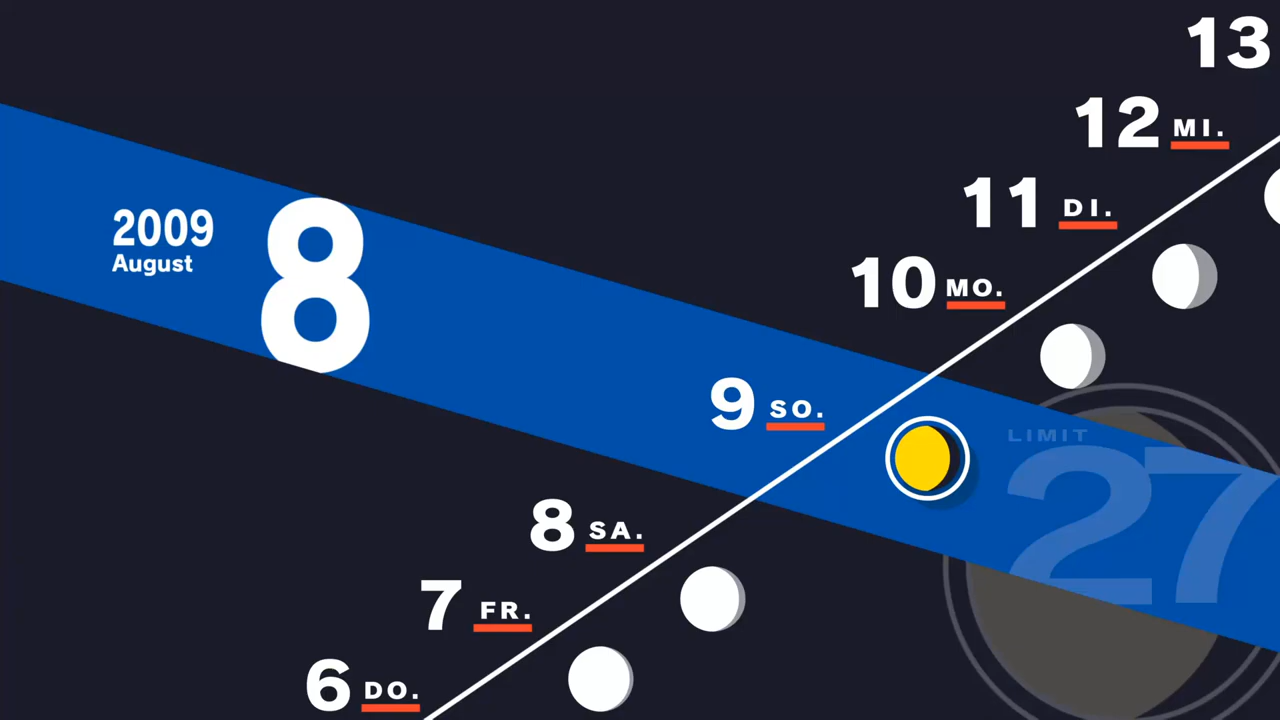 13
12 MI.
11 DI.
10 MO.
2009
August
8
9 SO.
LIMIT
27
8 SA.
7 FR.
6 DO.